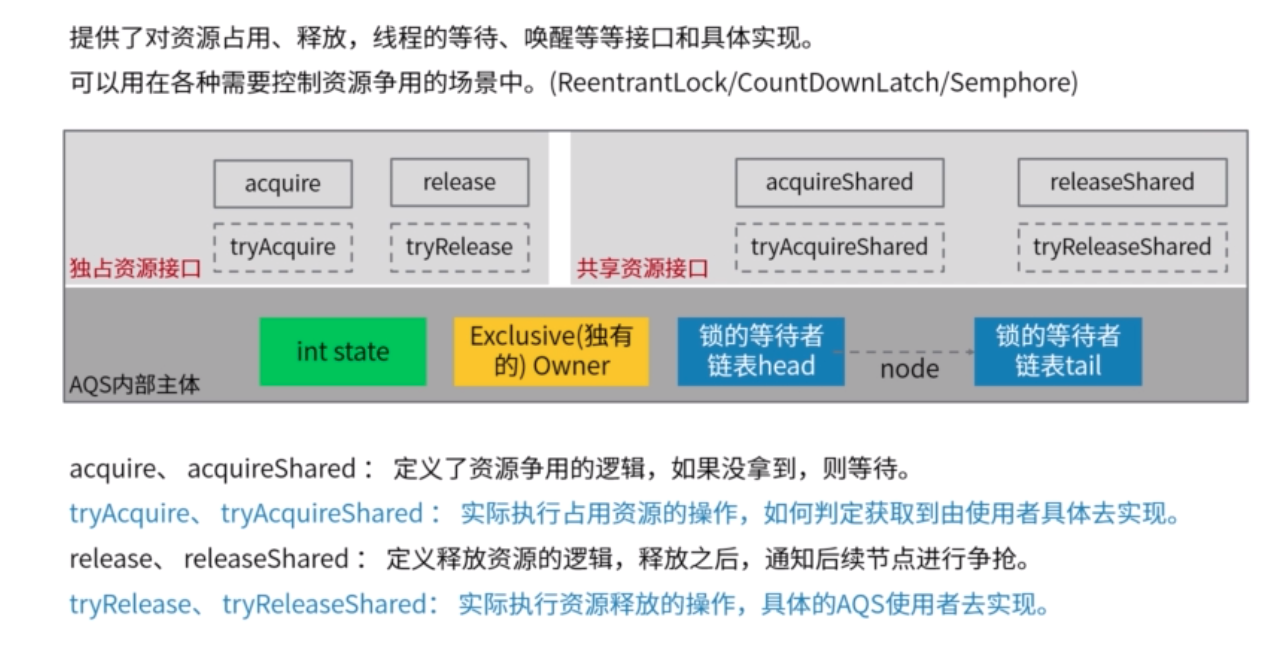 提供了对资源占用、释放，线程的等待、唤醒等等接口和具体实现。
可以用在各种需要控制资源争用的场景中。(ReentrantLock/CountDownLatch/Semphore)
acquire
release
tryAcquire
tryRelease
独占资源接口
acquireShared
releaseShared
tryAcquireShared
tryReleaseShared
共享资源接口
int state
Exclusive(独有
的) Owner
锁的等待者
链表head
node
锁的等待者
链表tail
AQS内部主体
acquire、 acquireShared： 定义了资源争用的逻辑，如果没拿到，则等待。
tryAcquire、 tryAcquireShared： 实际执行占用资源的操作，如何判定获取到由使用者具体去实现。
release、 releaseShared： 定义释放资源的逻辑，释放之后，通知后续节点进行争抢。
tryRelease、 tryReleaseShared： 实际执行资源释放的操作，具体的AQS使用者去实现。